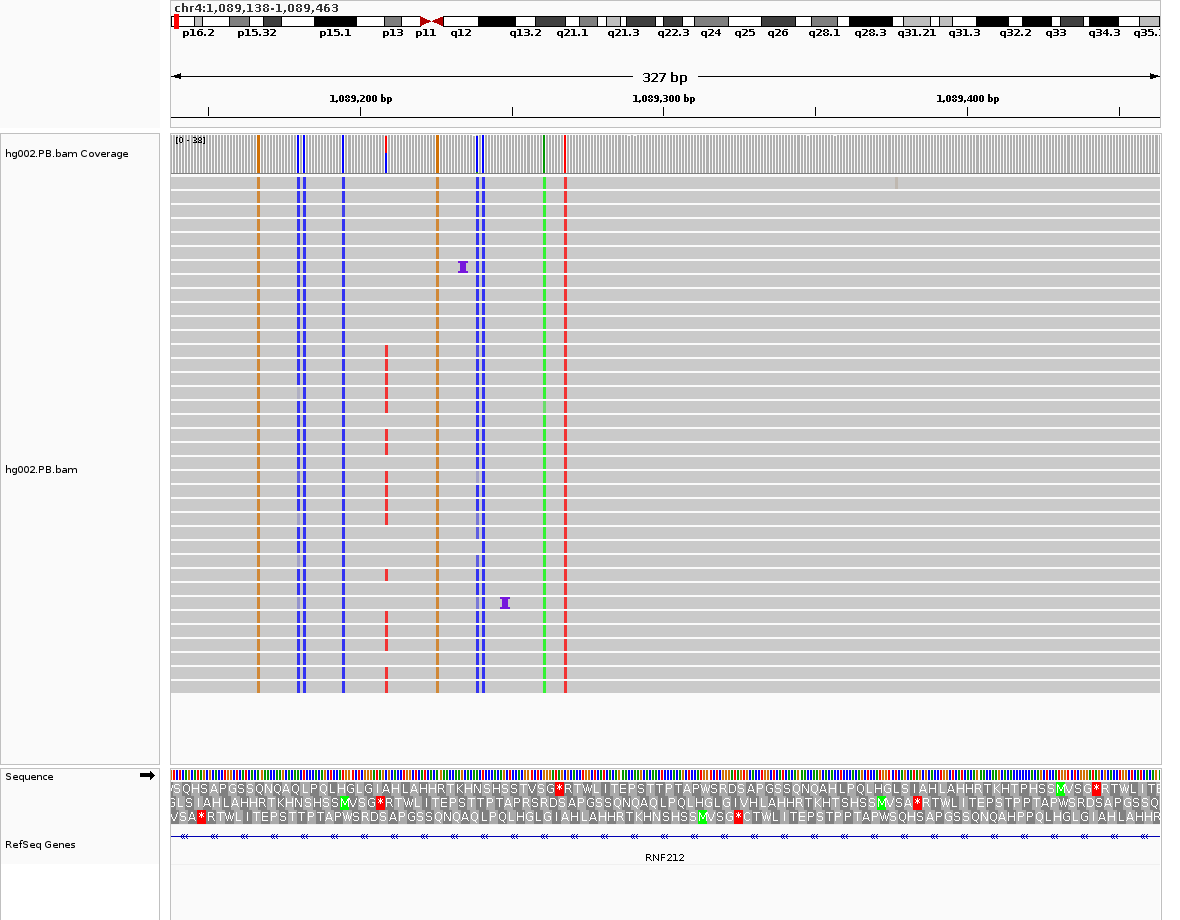 chr4:1,089,138-1,089,463
p16.2 p15.32 p15.1 p13 p11 q12 q13.2 q21.1 q21.3 q22.3 q24 q25 q26 q28.1 q28.3 q31.21 q31.3 q32.2 q33 q34.3 q35.
327 bp
1,089,200 bp 1,089,300 bp 1,089,400 bp
hg002.PB.bam Coverage
[0 - 38]
hg002.PB.bam
Sequence
SQHSAPGSSQNQAQLPQLHGLGIAHLAHHRTKHNSHSSTVSG*RTWLITEPSTTPTAPWSRDSAPGSSQNQAHLPQLHGLSIAHLAHHRTKHTPHSSMVSG*RTWLITE
GLSIAHLAHHRTKHNSHSSMVSG*RTWLITEPSTTPTAPRSRDSAPGSSQNQAQLPQLHGLGIVHLAHHRTKHTSHSSMVSA*RTWLITEPSTPPTAPWSRDSAPGSSQ
VSA*RTWLITEPSTTPTAPWSRDSAPGSSQNQAQLPQLHGLGIAHLAHHRTKHNSHSSMVSG*CTWLITEPSTPPTAPWSQHSAPGSSQNQAHPPQLHGLGIAHLAHHR
RefSeq Genes
RNF212